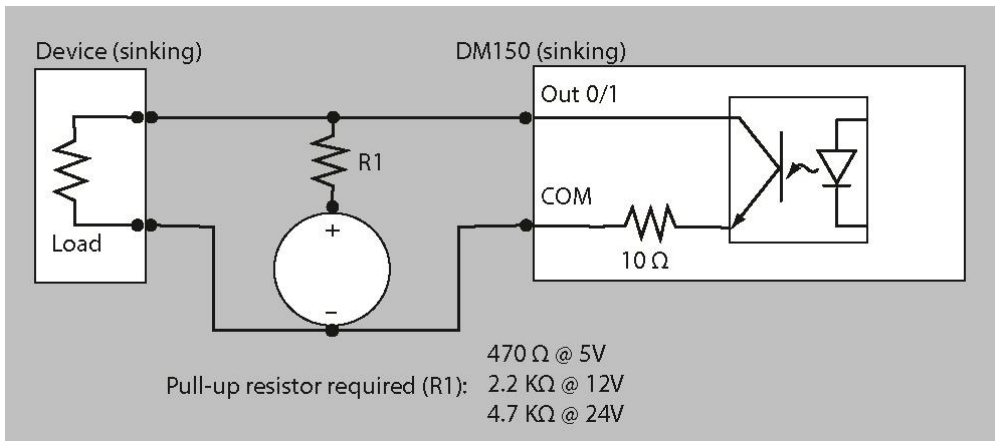 Device (sinking)
DM150 (sinking)
Out 0/1
R1
COM
+
Load
10 Ω
−
470 Ω @ 5V
Pull-up resistor required (R1): 2.2 KΩ @ 12V
4.7 KΩ @ 24V